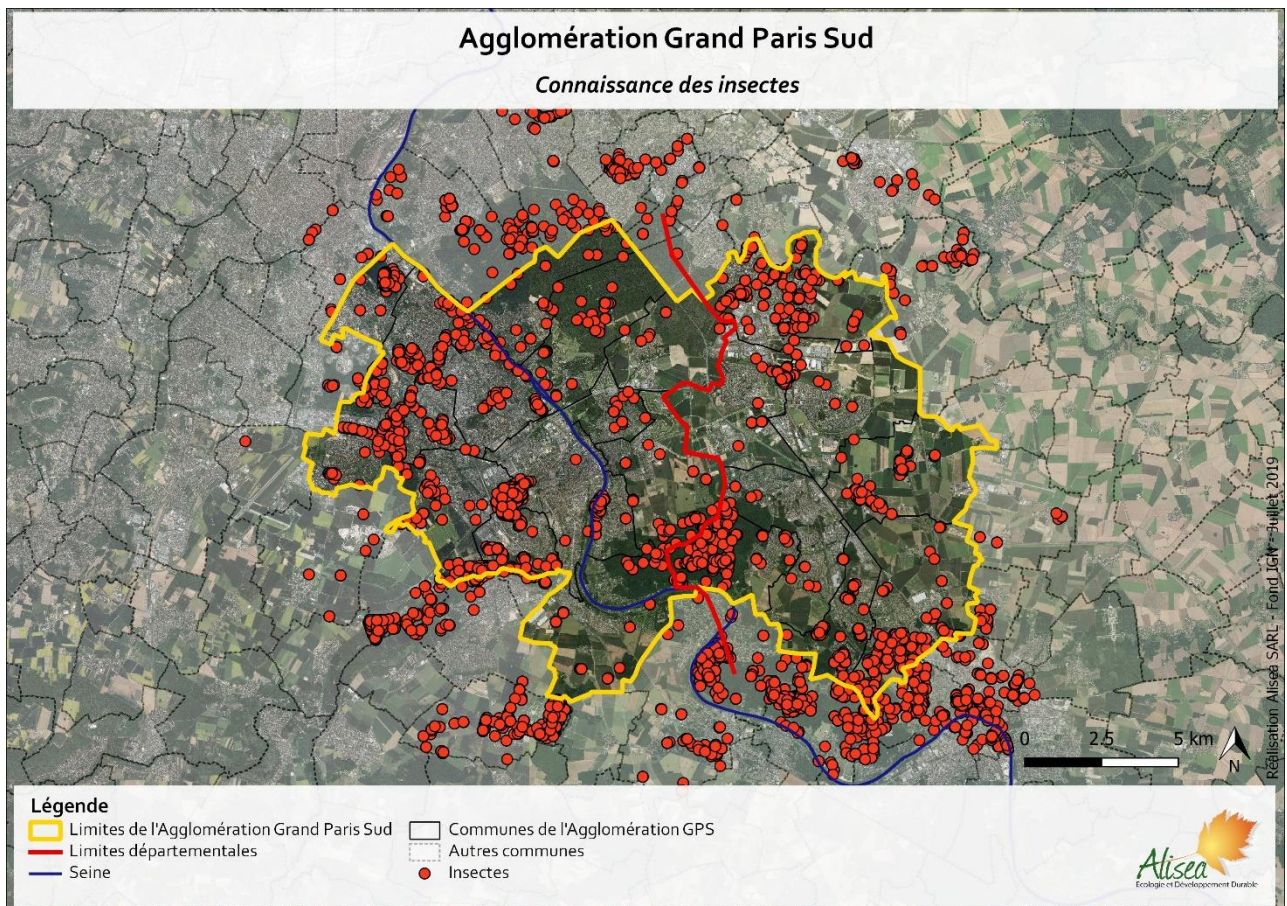 Agglomération Grand Paris Sud
Connaissance des insectes
Réalisation Alisea SARL - Fond IGN - Juillet 2019
0 2.5 5 km
N
Légende
Limites de l'Agglomération Grand Paris Sud
Limites départementales
Seine
Communes de l'Agglomération GPS
Autres communes
Insectes
Alisea
Ecologie et Développement Durable